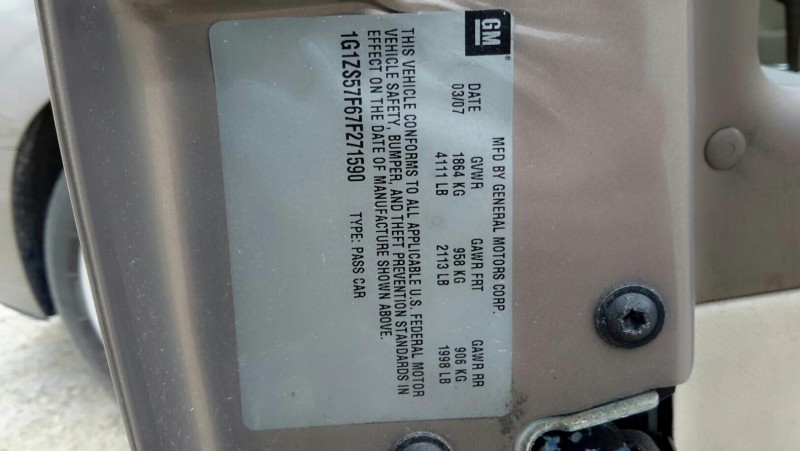 GM
MFD BY GENERAL MOTORS CORP.
DATE GVWR GAWR FRT GAWR RR
03/07 1864 KG 958 KG 906 KG
4111 LB 2113 LB 1998 LB
THIS VEHICLE CONFORMS TO ALL APPLICABLE U.S. FEDERAL MOTOR
VEHICLE SAFETY, BUMPER, AND THEFT PREVENTION STANDARDS IN
EFFECT ON THE DATE OF MANUFACTURE SHOWN ABOVE.
1G1ZS57F67F271590 TYPE: PASS CAR